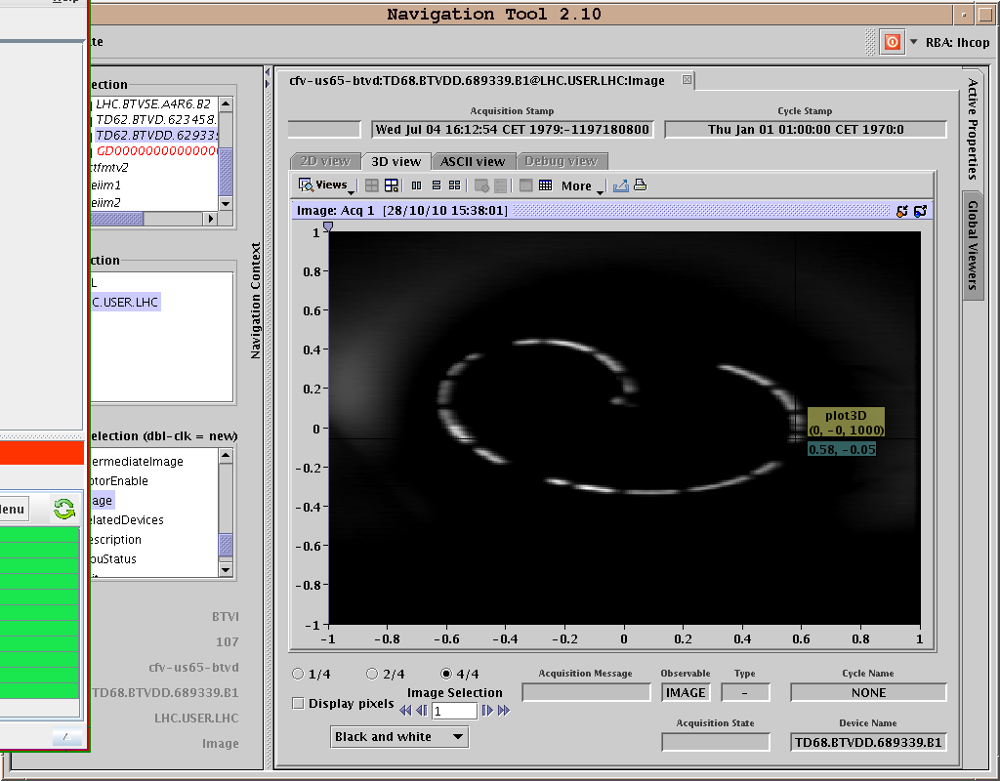 Navigation Tool 2.10
RBA: lhcop
ection
LHC.BTVSE.A4R6.B2
TD62.BTVD.623458.
TD62.BTVDD.629339
GD0000000000000
tfmtv2
eiim1
eiim2
ction
L
C.USER.LHC
election (dbl-clk = new)
ermediateImage
otorEnable
age
elatedDevices
escription
ouStatus
enu
BTVI
107
cfv-us65-btvd
TD68.BTVDD.689339.B1
LHC.USER.LHC
Image
Navigation Context
cfv-us65-btvd:TD68.BTVDD.689339.B1@LHC.USER.LHC:Image
Acquisition Stamp
Cycle Stamp
Wed Jul 04 16:12:54 CET 1979:-1197180800
Thu Jan 01 01:00:00 CET 1970:0
2D view
3D view
ASCII view
Debug view
Views
More
Image: Acq 1 [28/10/10 15:38:01]
1
0.8
0.6
0.4
0.2
0
-0.2
-0.4
-0.6
-0.8
-1
-1 -0.8 -0.6 -0.4 -0.2 0 0.2 0.4 0.6 0.8 1
plot3D
(0, -0, 1000)
0.58, -0.05
1/4 2/4 4/4
Display pixels
Image Selection
1
Black and white
Acquisition Message
Observable
IMAGE
Type
-
Cycle Name
NONE
Acquisition State
Device Name
TD68.BTVDD.689339.B1
Active Properties
Global Viewers